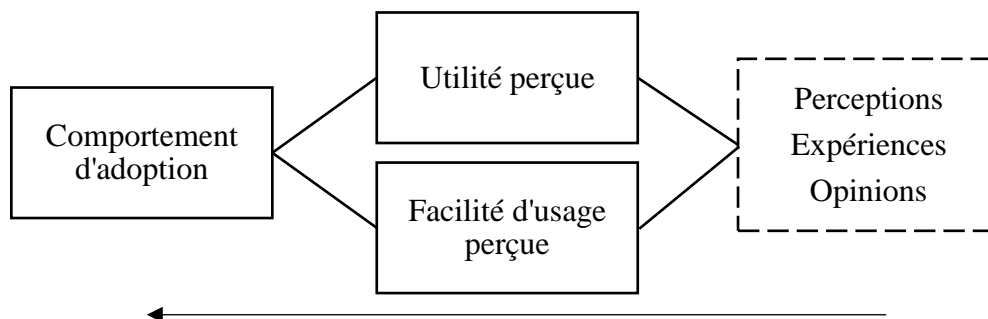 Comportement
d'adoption
Utilité perçue
Facilité d'usage
perçue
Perceptions
Expériences
Opinions